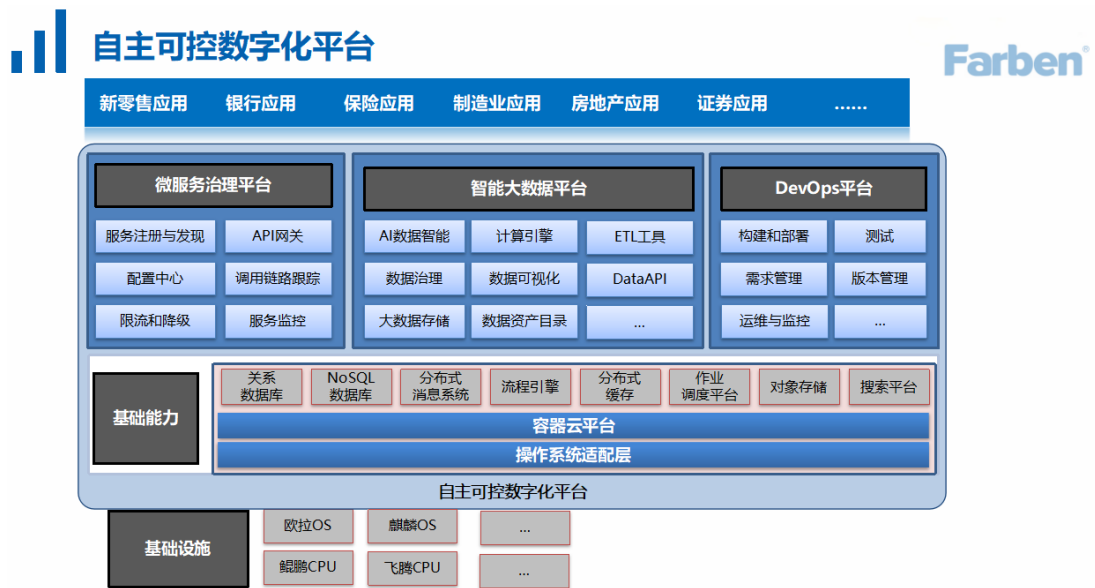 自主可控数字化平台
Farben®
新零售应用 银行应用 保险应用 制造业应用 房地产应用 证券应用 ……
微服务治理平台
服务注册与发现 API网关
配置中心 调用链路跟踪
限流和降级 服务监控
智能大数据平台
AI数据智能 计算引擎 ETL工具
数据治理 数据可视化 DataAPI
大数据存储 数据资产目录 ...
DevOps平台
构建和部署 测试
需求管理 版本管理
运维与监控 ...
基础能力
关系
数据库
NoSQL
数据库
分布式
消息系统
流程引擎
分布式
缓存
作业
调度平台
对象存储
搜索平台
容器云平台
操作系统适配层
自主可控数字化平台
基础设施
欧拉OS 麒麟OS ...
鲲鹏CPU 飞腾CPU ...